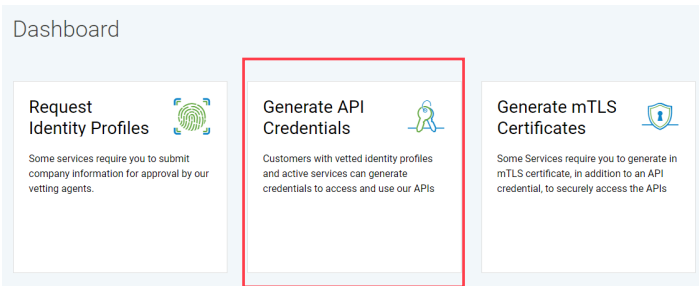 Dashboard
Request
Identity Profiles
Some services require you to submit
company information for approval by our
vetting agents.
Generate API
Credentials
Customers with vetted identity profiles
and active services can generate
credentials to access and use our APIs
Generate mTLS
Certificates
Some Services require you to generate in
mTLS certificate, in addition to an API
credential, to securely access the APIs